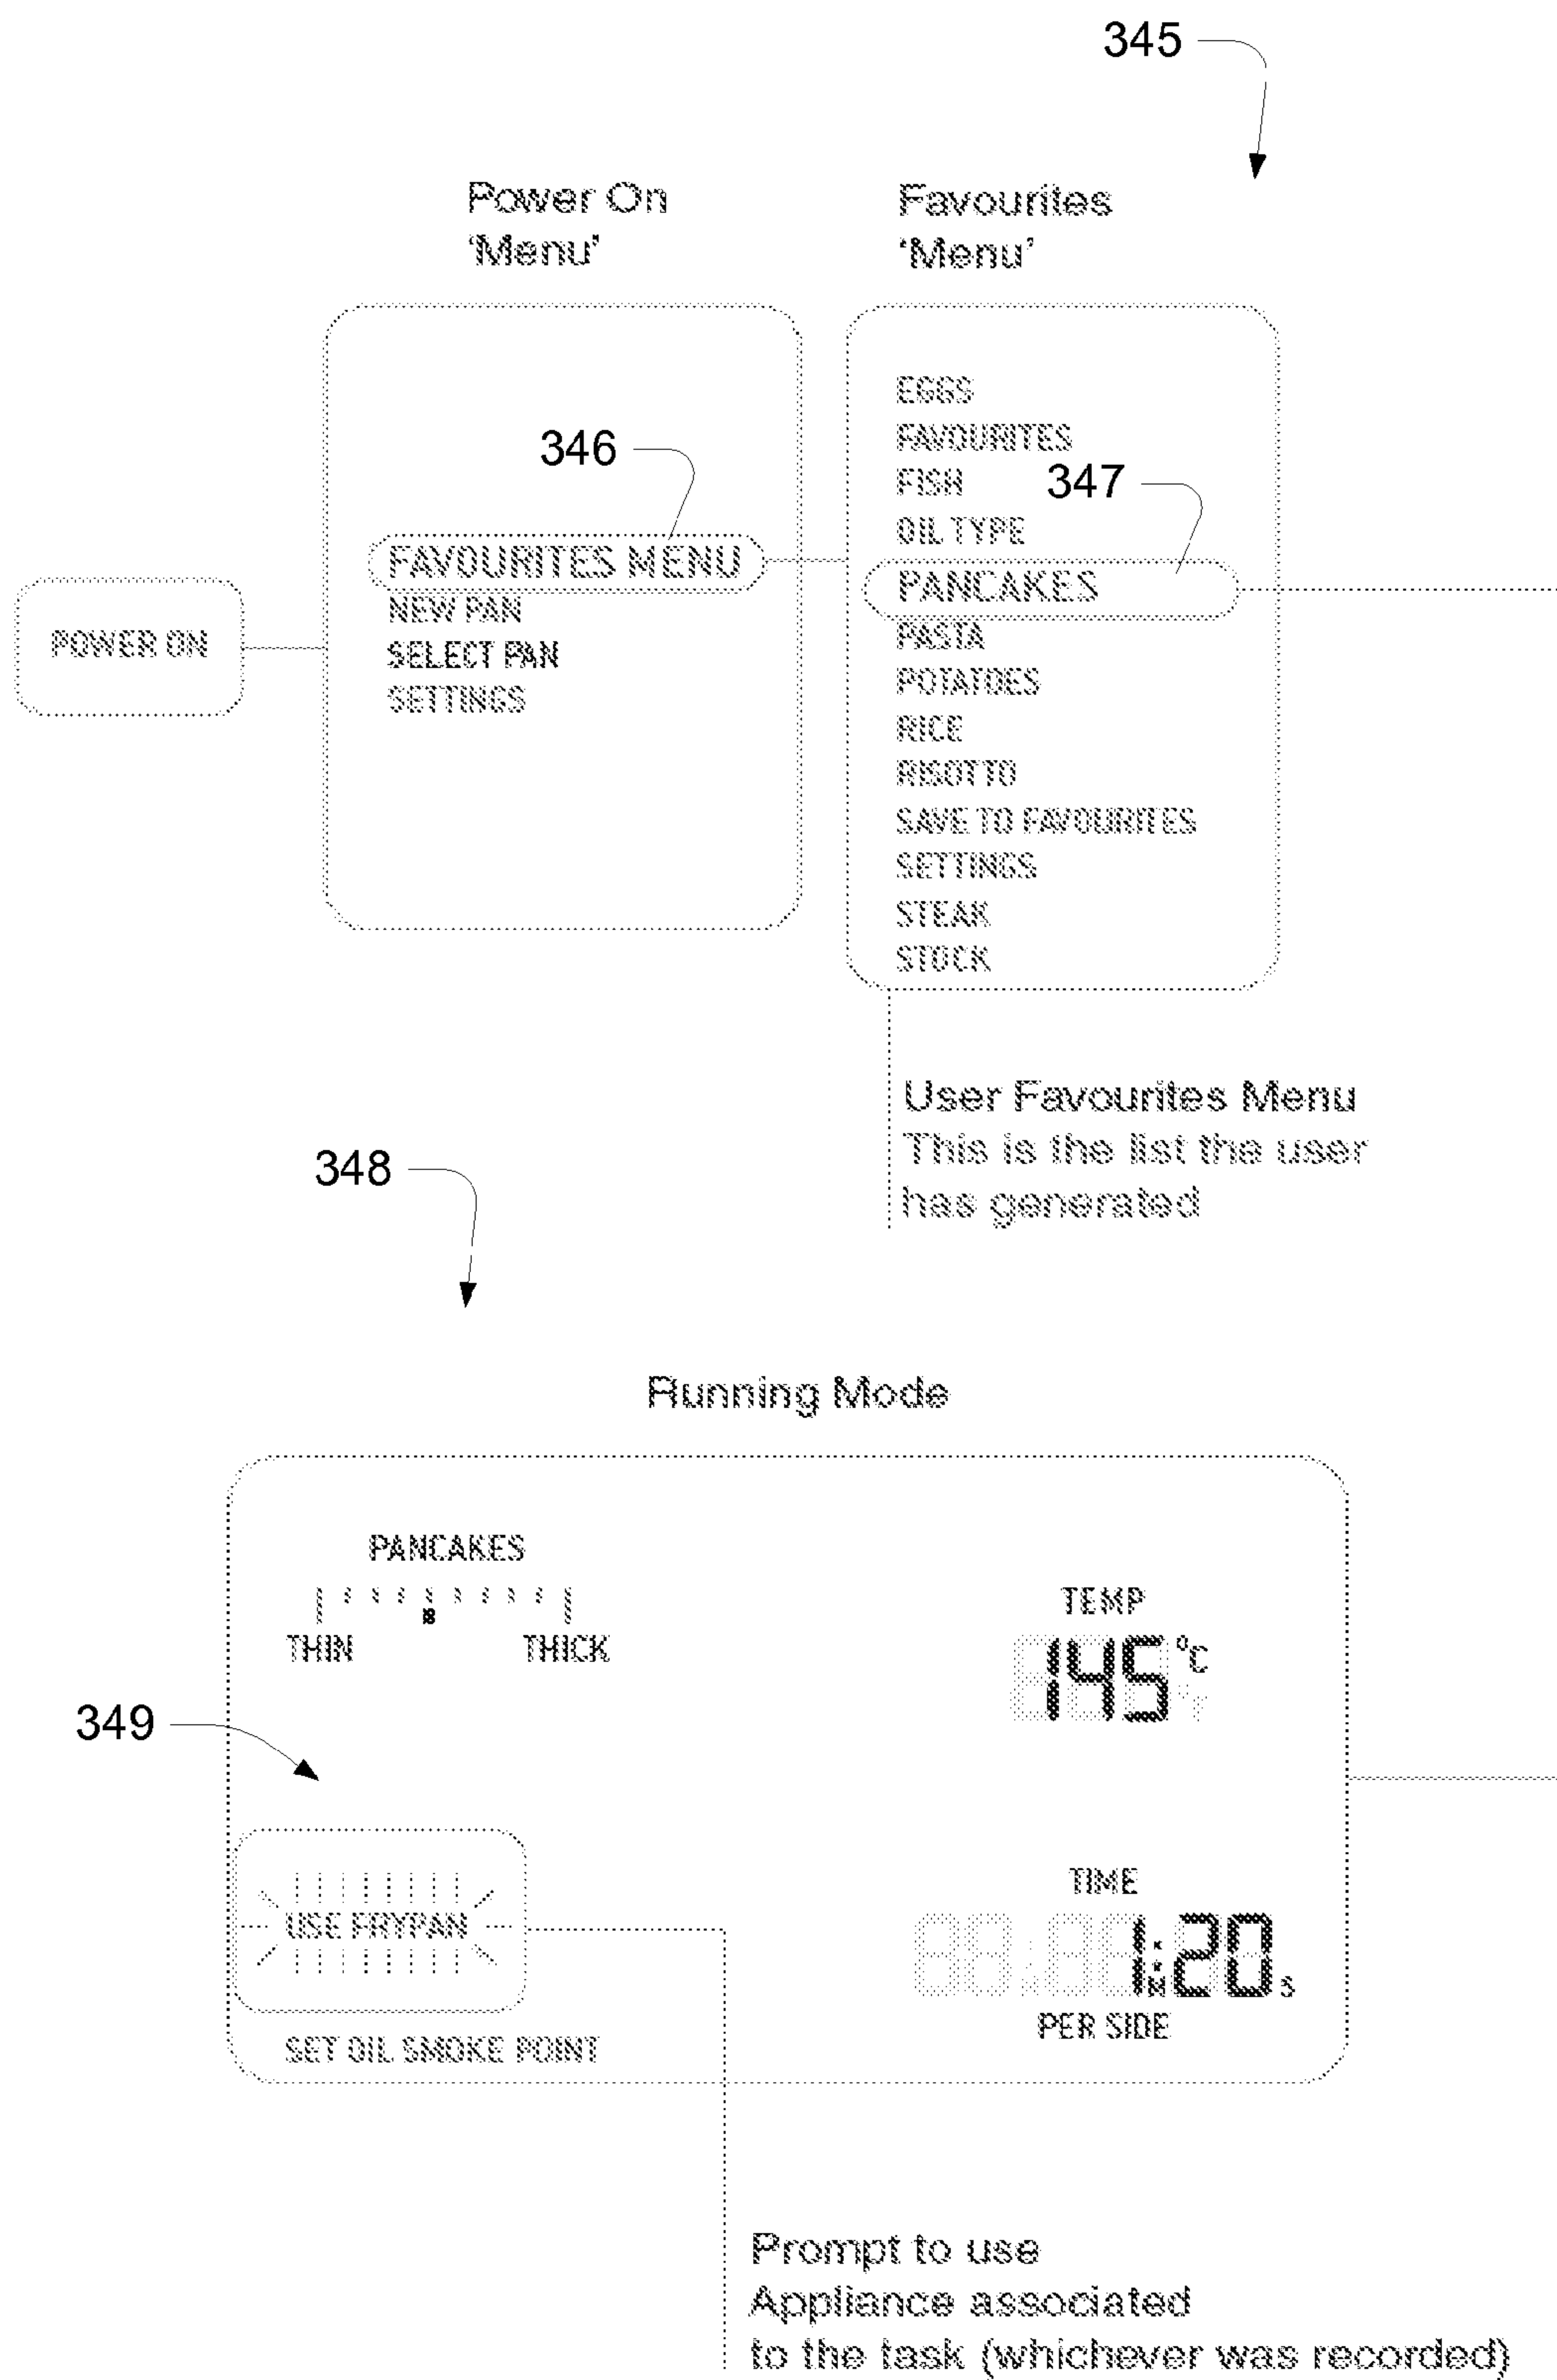 345
Power On
'Menu'
Favourites
'Menu'
POWER ON
346
FAVOURITES MENU
NEW PAN
SELECT PAN
SETTINGS
EGGS
FAVOURITES
FISH
347
OIL TYPE
PANCAKES
PASTA
POTATOES
RICE
RISOTTO
SAVE TO FAVOURITES
SETTINGS
STEAK
STOCK
User Favourites Menu
This is the list the user
has generated
348
Running Mode
PANCAKES
THIN THICK
TEMP
145 °C
°F
349
USE FRYPAN
SET OIL SMOKE POINT
TIME
1:20
M S
PER SIDE
Prompt to use
Appliance associated
to the task (whichever was recorded)